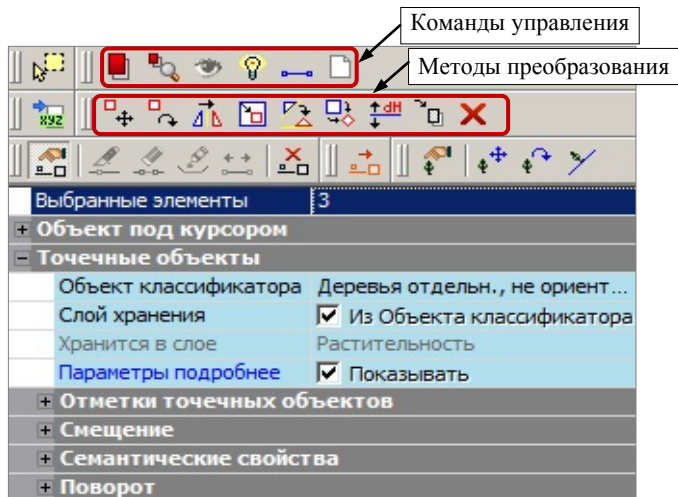 Команды управления
Методы преобразования
xyz
dH
Выбранные элементы 3
Объект под курсором
Точечные объекты
Объект классификатора Деревья отдельн., не ориент...
Слой хранения Из Объекта классификатора
Хранится в слое Растительность
Параметры подробнее Показывать
Отметки точечных объектов
Смещение
Семантические свойства
Поворот